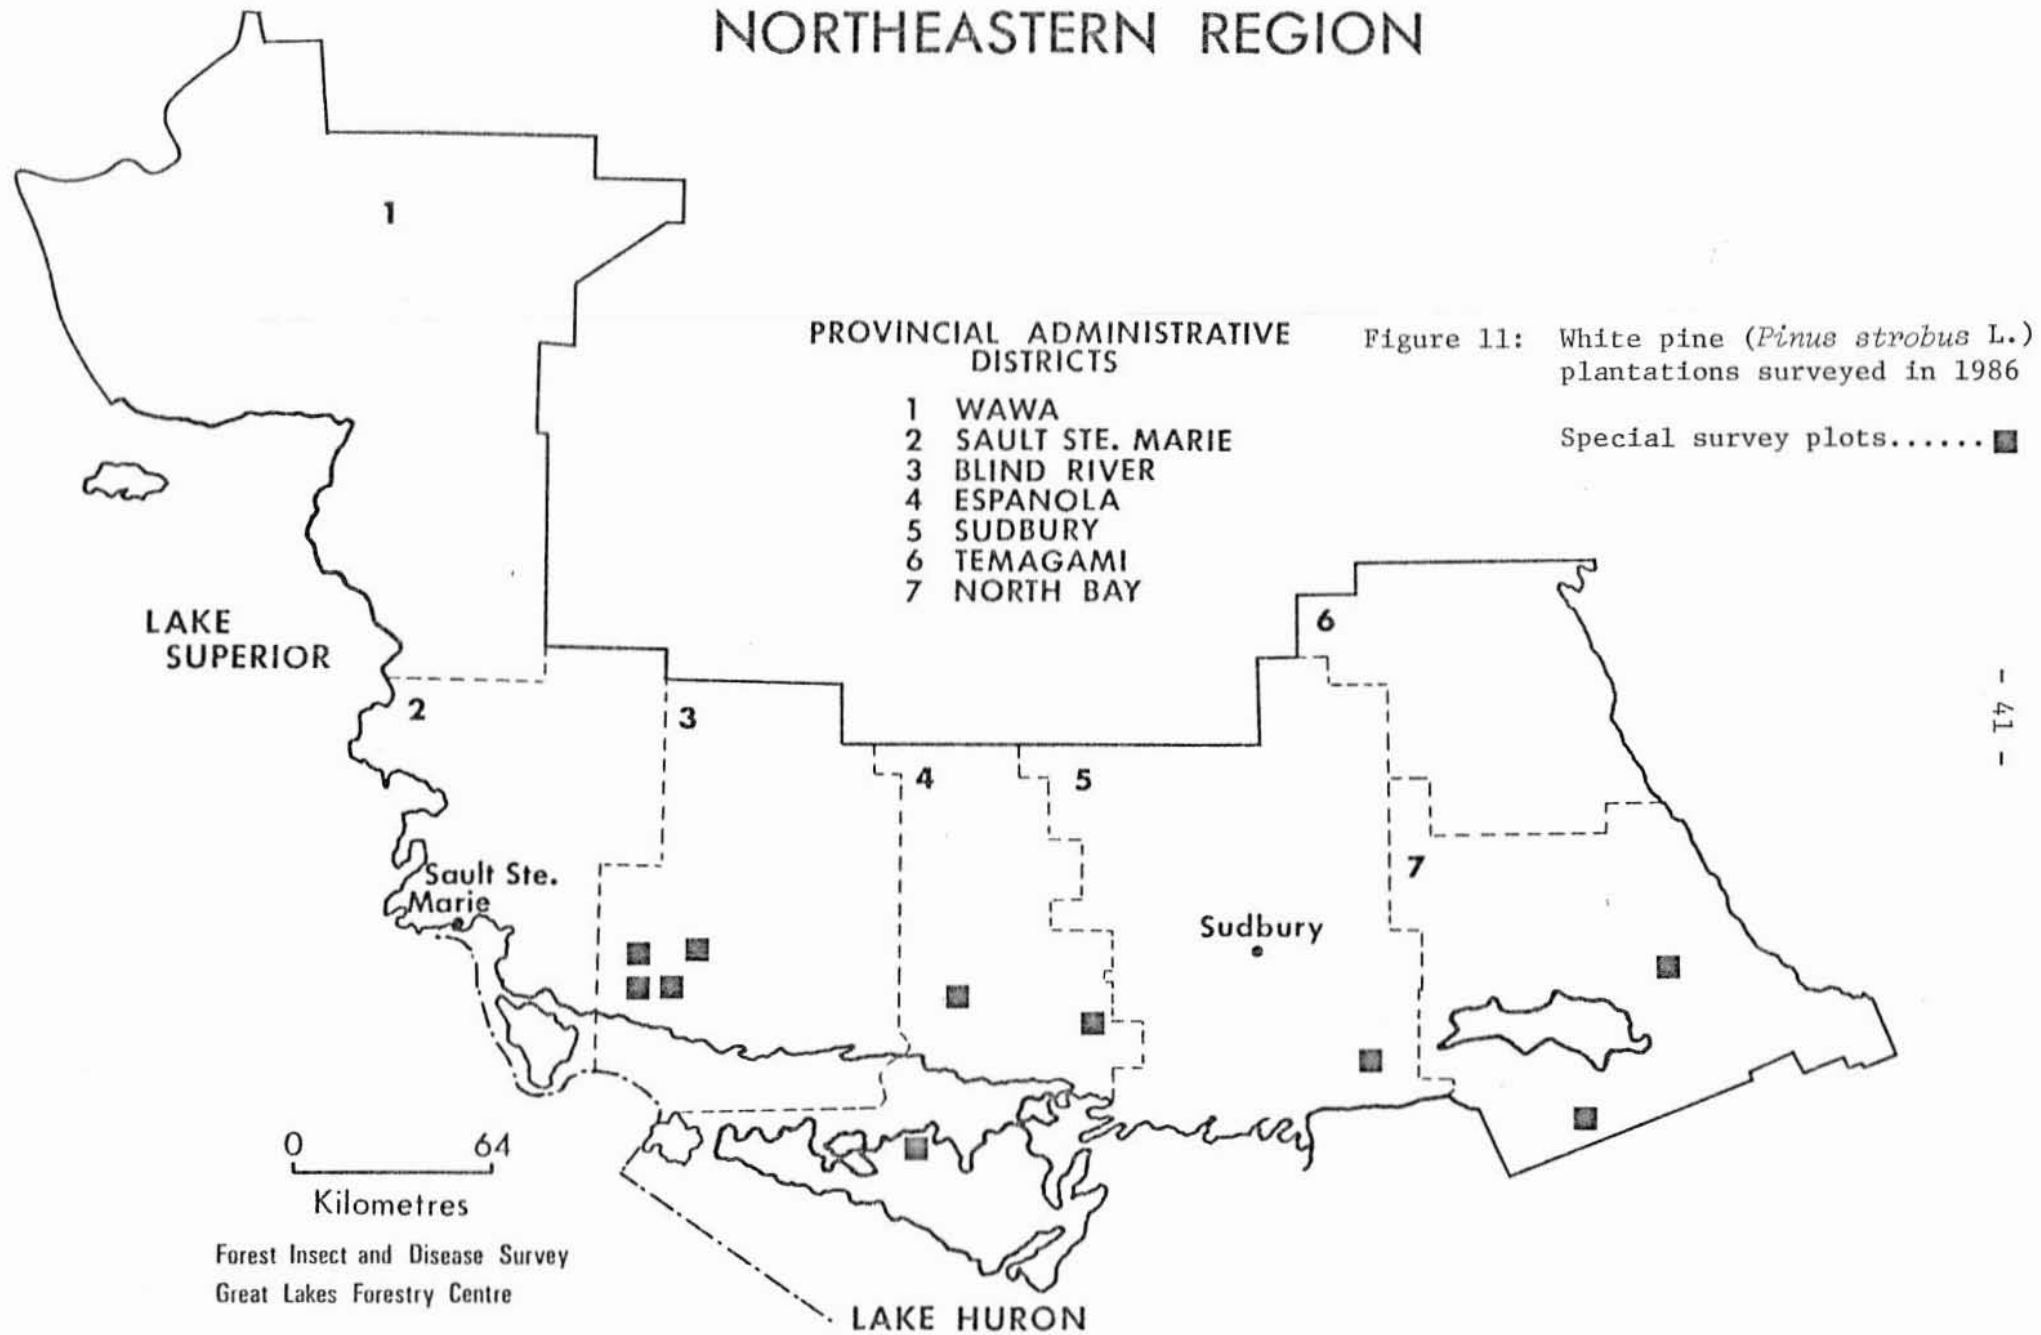 NORTHEASTERN REGION
1
PROVINCIAL ADMINISTRATIVE
DISTRICTS
1 WAWA
2 SAULT STE. MARIE
3 BLIND RIVER
4 ESPANOLA
5 SUDBURY
6 TEMAGAMI
7 NORTH BAY
Figure 11: White pine (Pinus strobus L.)
plantations surveyed in 1986
Special survey plots......
LAKE
SUPERIOR
6
2
3
4
5
7
- 41 -
Sault Ste.
Marie
Sudbury
0 64
Kilometres
Forest Insect and Disease Survey
Great Lakes Forestry Centre
LAKE HURON